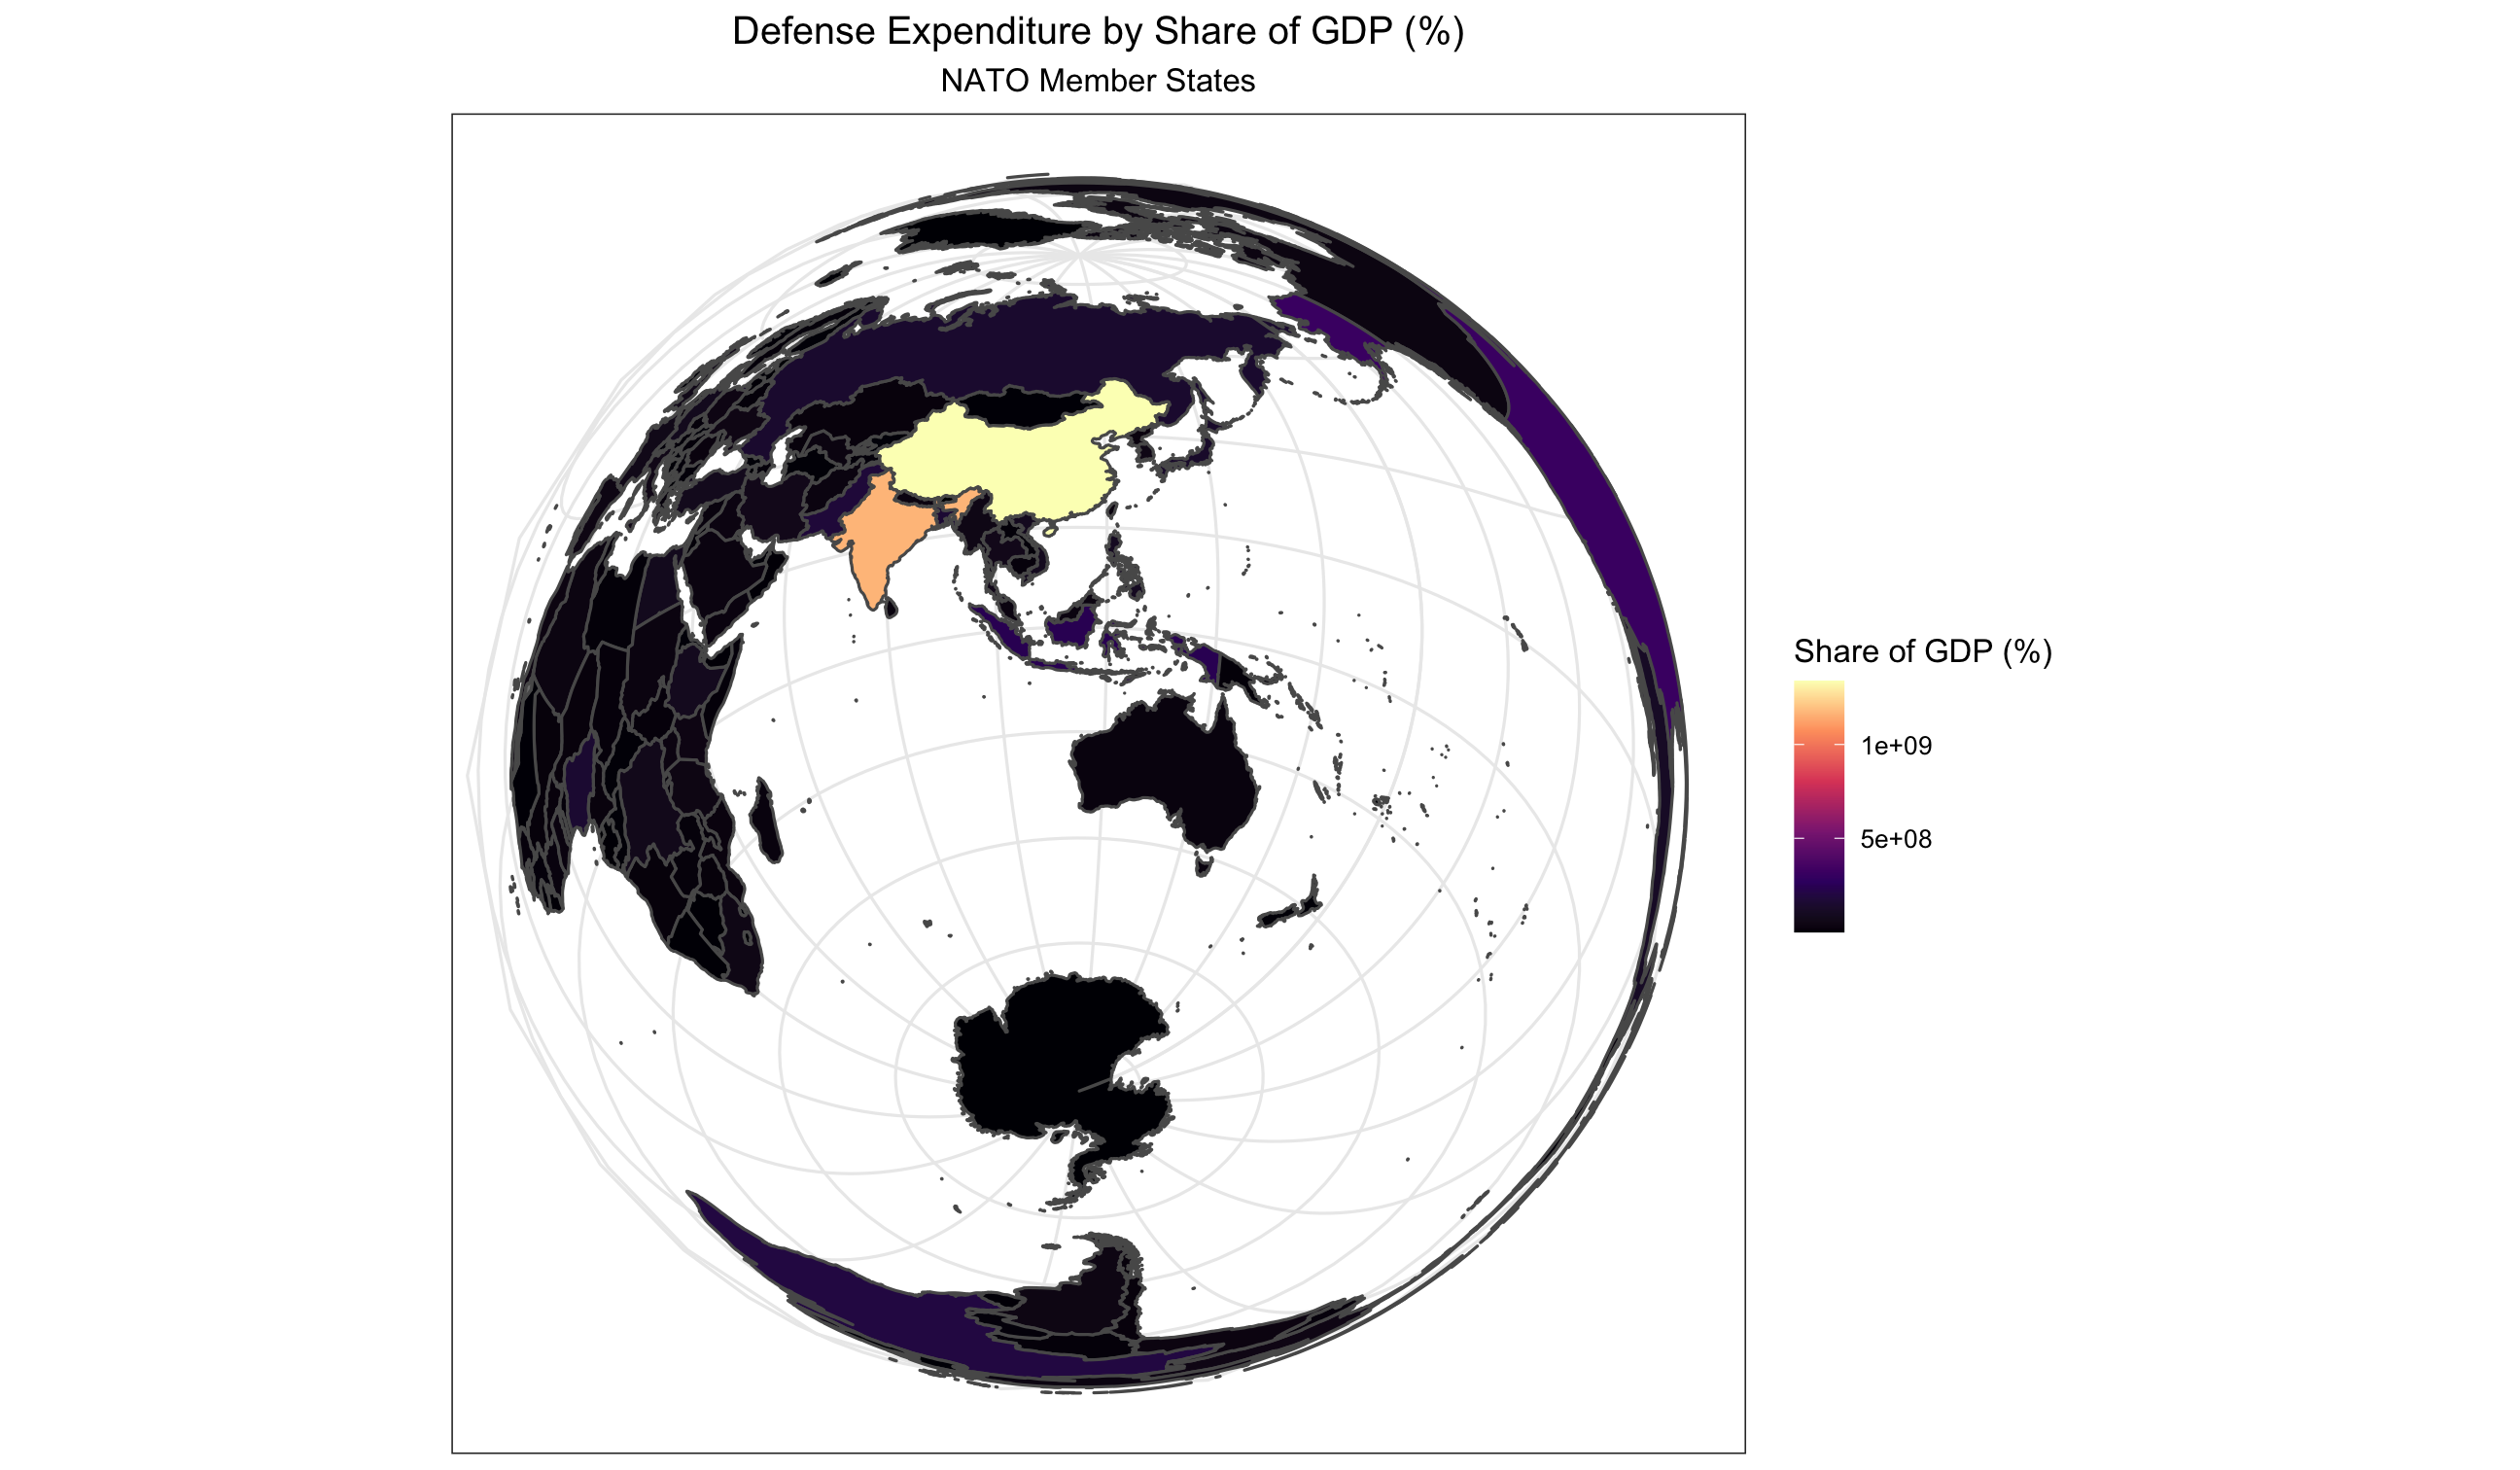 Defense Expenditure by Share of GDP (%)
NATO Member States
Share of GDP (%)
1e+09
5e+08